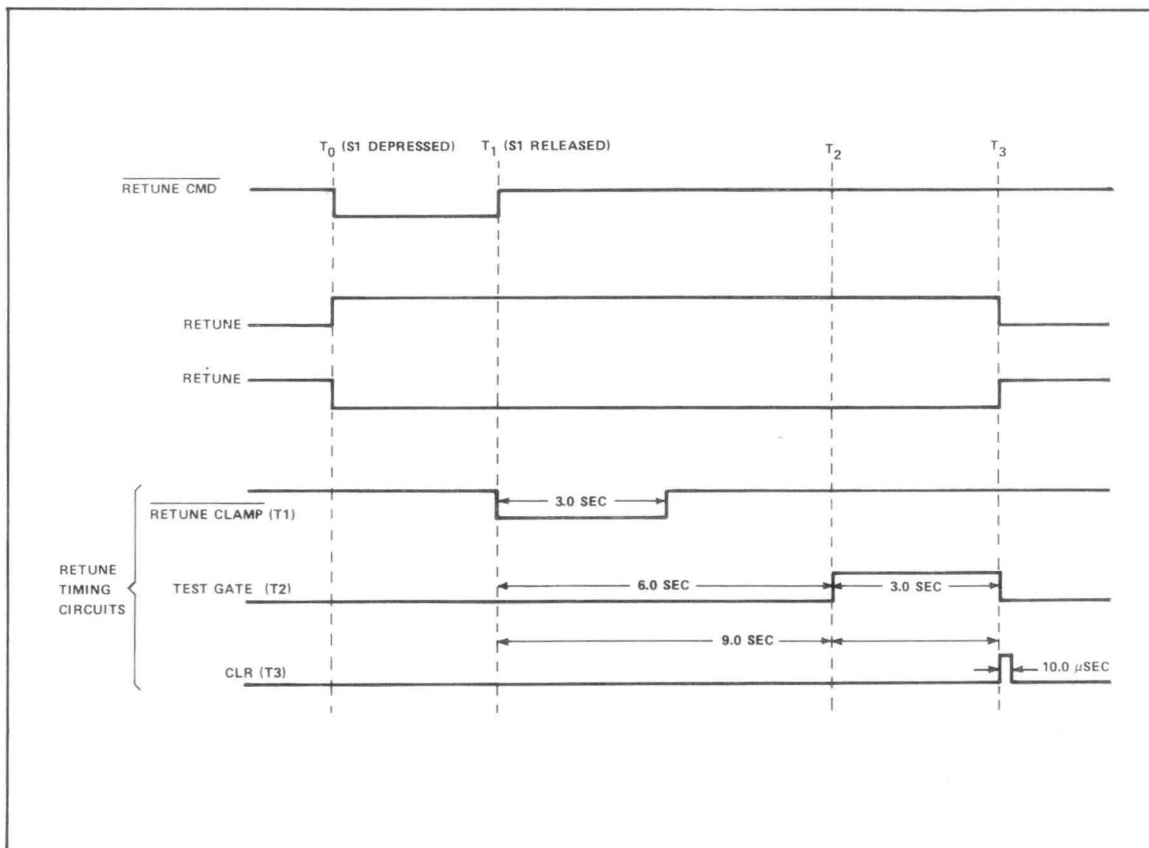 T0 (S1 DEPRESSED) T1 (S1 RELEASED) T2 T3
RETUNE CMD
RETUNE
RETUNE
RETUNE CLAMP (T1) 3.0 SEC
RETUNE TIMING CIRCUITS
TEST GATE (T2) 6.0 SEC 3.0 SEC
9.0 SEC
CLR (T3) 10.0 μSEC